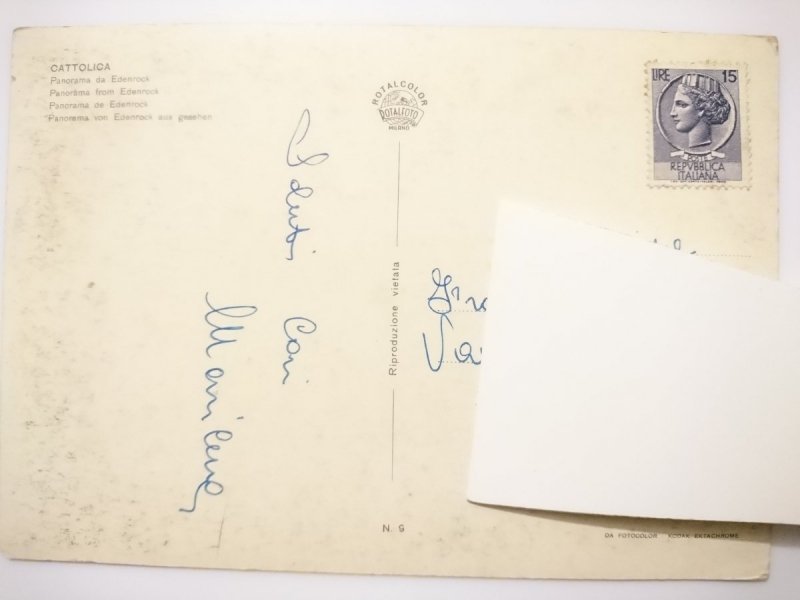 CATTOLICA
Panorama da Edenrock
Panorama from Edenrock
Panorama de Edenrock
Panorama von Edenrock aus gesehen
Saluti Cari
Marilena
ROTALCOLOR
ROTALFOTO
MILANO
Riproduzione vietata
N. 9
LIRE 15
POSTE
REPVBBLICA
ITALIANA
DA FOTOCOLOR KODAK EKTACHROME